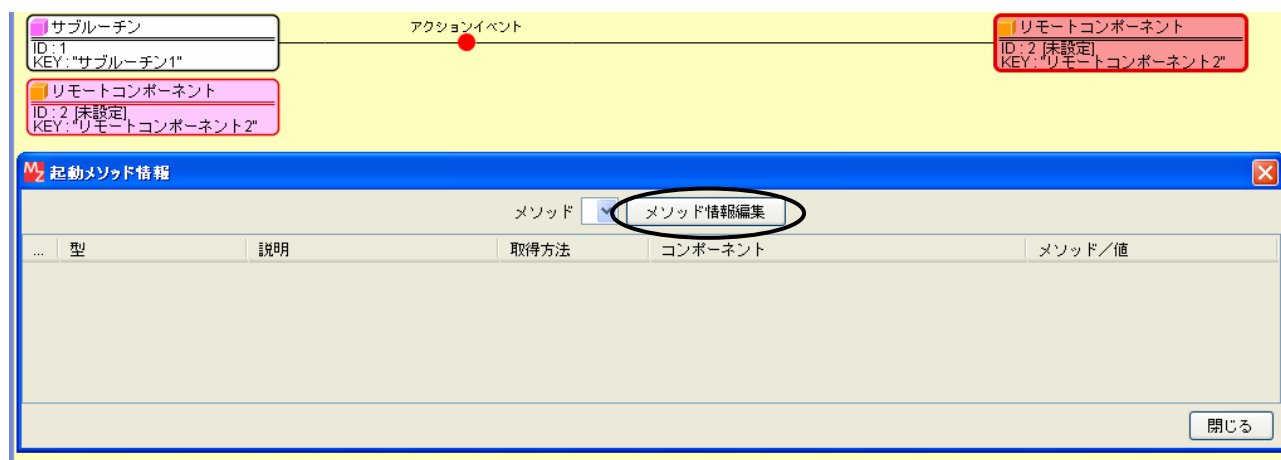 サブルーチン
ID : 1
KEY : "サブルーチン1"
アクションイベント
リモートコンポーネント
ID : 2 [未設定]
KEY : "リモートコンポーネント2"
リモートコンポーネント
ID : 2 [未設定]
KEY : "リモートコンポーネント2"
MZ 起動メソッド情報
メソッド メソッド情報編集
... 型 説明 取得方法 コンポーネント メソッド／値
閉じる